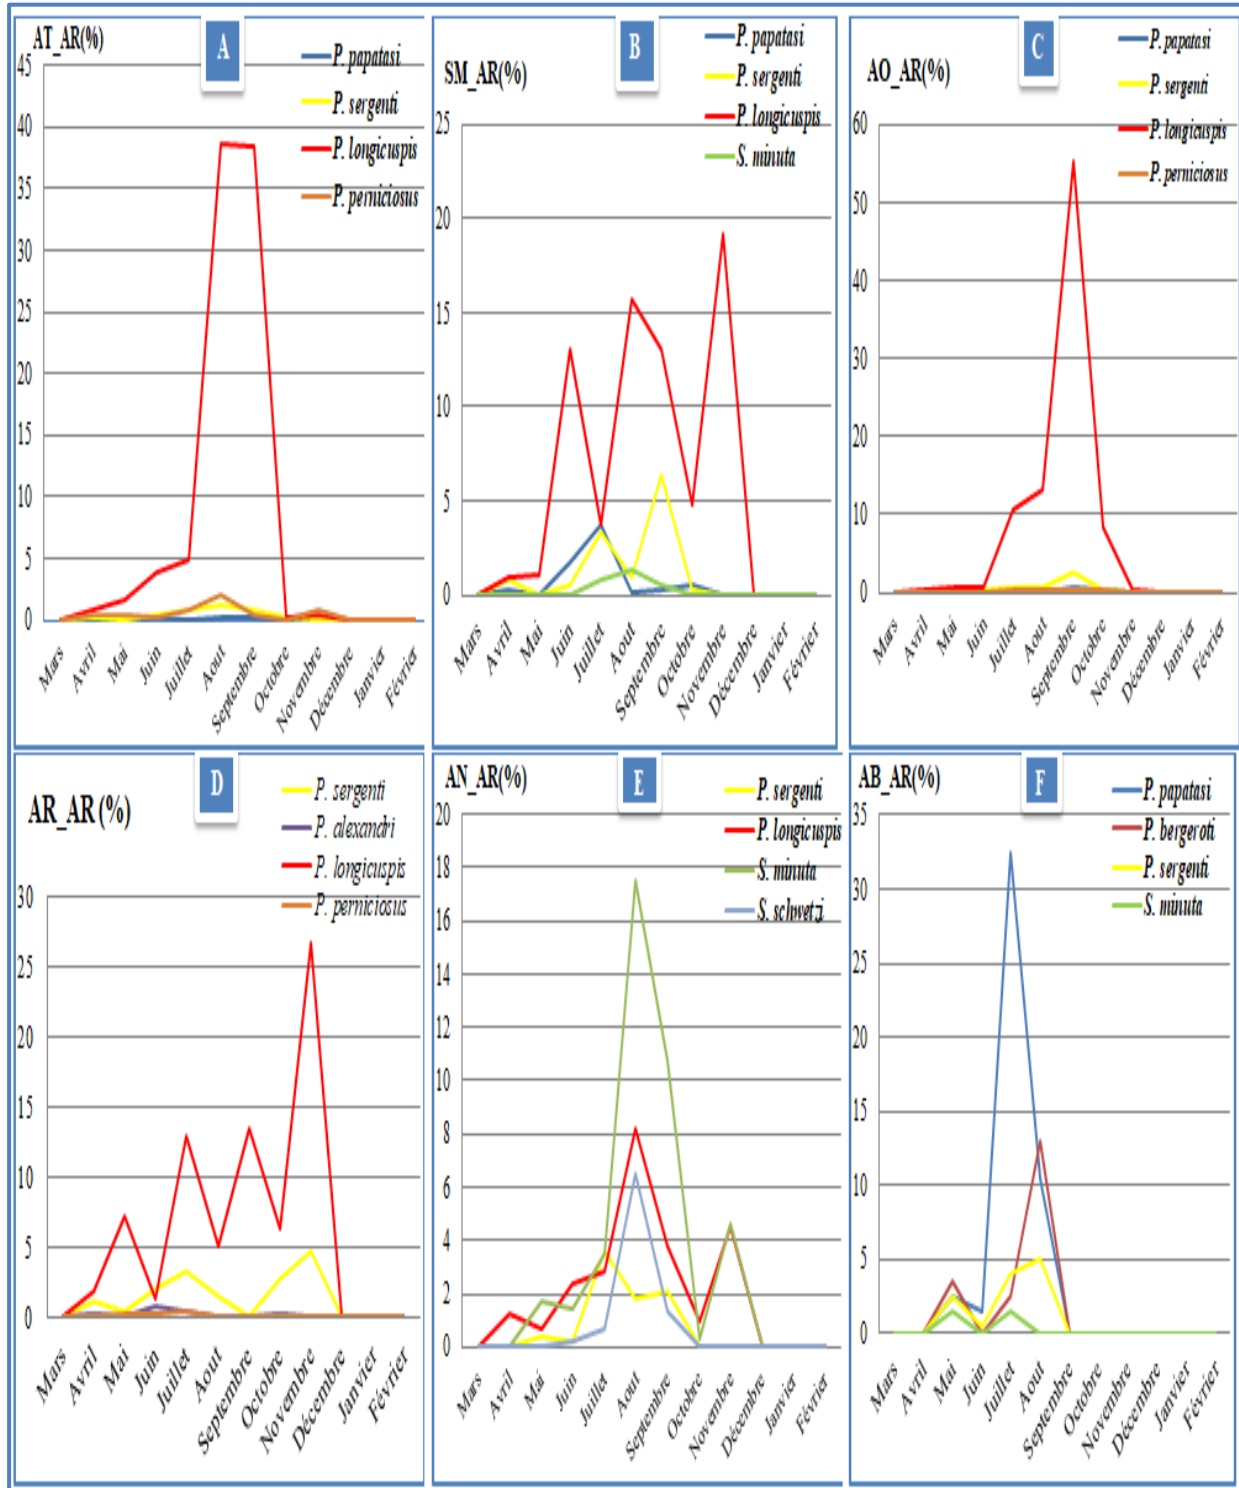 AT_AR(%)
A
P. papatasi
P. sergenti
P. longicuspis
P. perniciosus
45
40
35
30
25
20
15
10
5
0
Mars
Avril
Mai
Juin
Juillet
Aout
Septembre
Octobre
Novembre
Décembre
Janvier
Février
SM_AR(%)
B
P. papatasi
P. sergenti
P. longicuspis
S. minuta
25
20
15
10
5
0
Mars
Avril
Mai
Juin
Juillet
Aout
Septembre
Octobre
Novembre
Décembre
Janvier
Février
AO_AR(%)
C
P. papatasi
P. sergenti
P. longicuspis
P. perniciosus
60
50
40
30
20
10
0
Mars
Avril
Mai
Juin
Juillet
Aout
Septembre
Octobre
Novembre
Décembre
Janvier
Février
AR_AR (%)
D
P. sergenti
P. alexandri
P. longicuspis
P. perniciosus
30
25
20
15
10
5
0
Mars
Avril
Mai
Juin
Juillet
Aout
Septembre
Octobre
Novembre
Décembre
Janvier
Février
AN_AR(%)
E
P. sergenti
P. longicuspis
S. minuta
S. schwetzi
20
18
16
14
12
10
8
6
4
2
0
Mars
Avril
Mai
Juin
Juillet
Aout
Septembre
Octobre
Novembre
Décembre
Janvier
Février
AB_AR(%)
F
P. papatasi
P. bergeroti
P. sergenti
S. minuta
35
30
25
20
15
10
5
0
Mars
Avril
Mai
Juin
Juillet
Aout
Septembre
Octobre
Novembre
Décembre
Janvier
Février